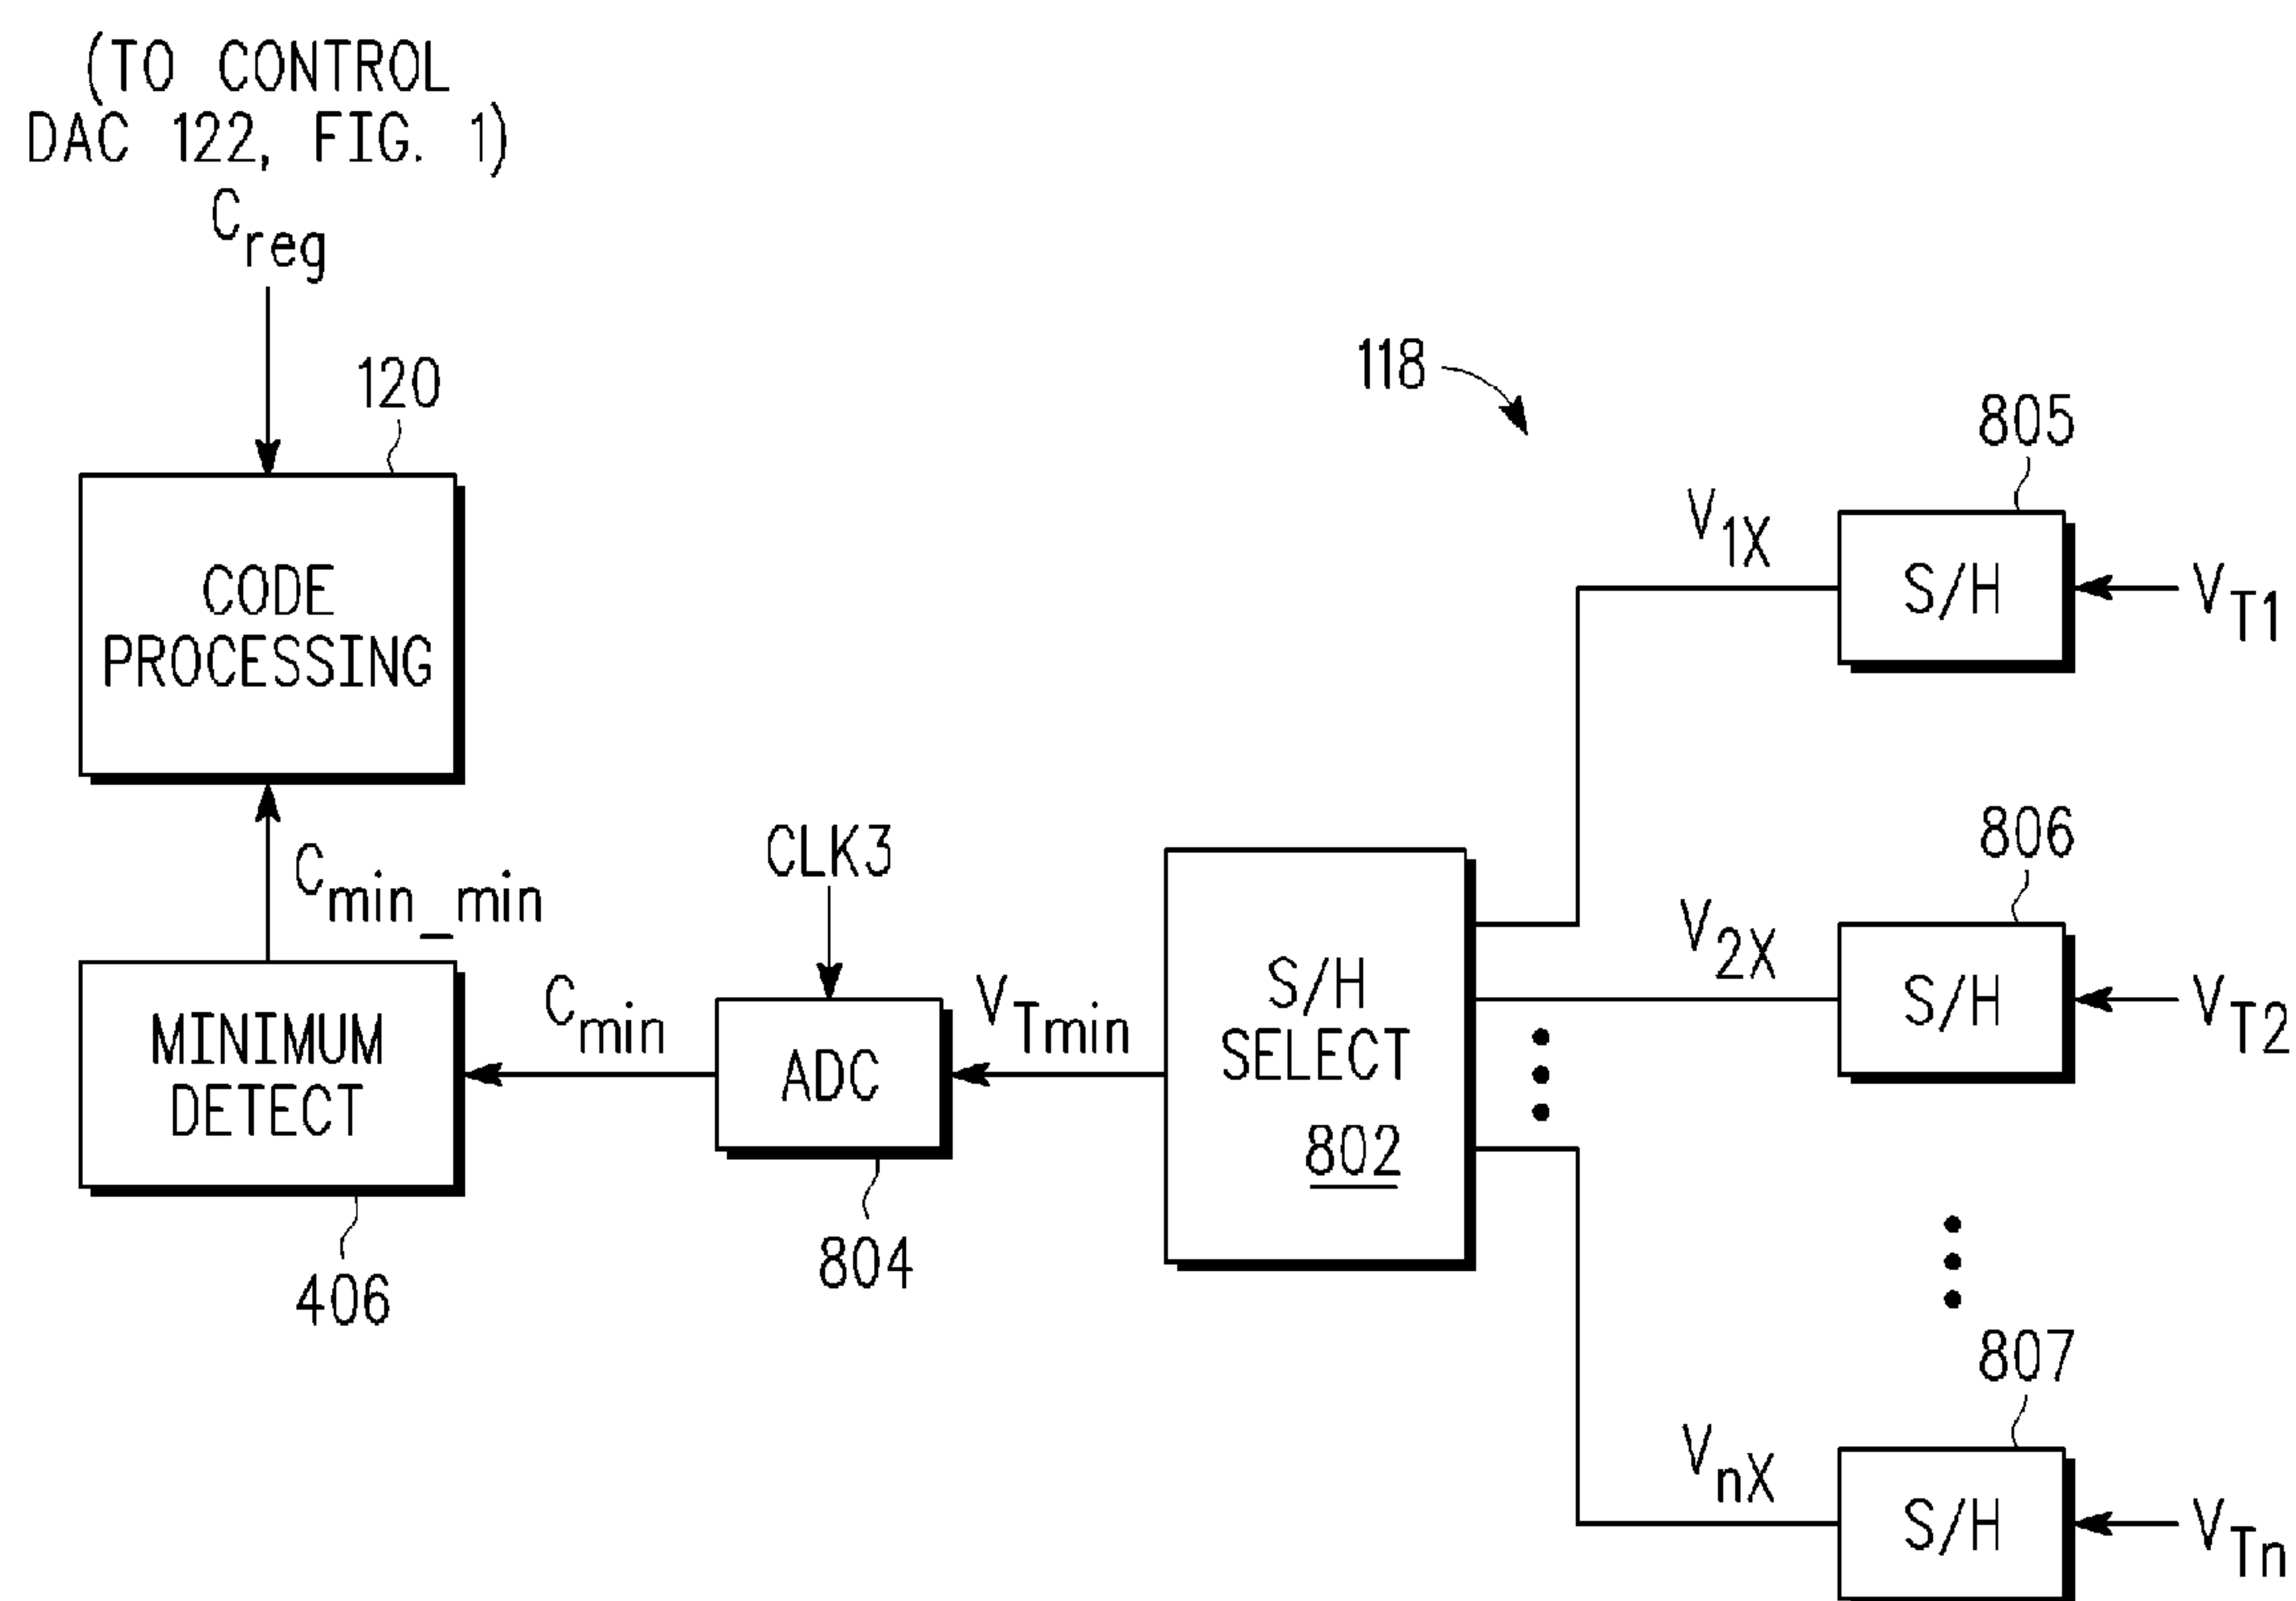 (TO CONTROL
DAC 122, FIG. 1)
Creg
120
CODE
PROCESSING
118
805
V1X
S/H
VT1
806
V2X
S/H
VT2
CLK3
Cmin_min
S/H
SELECT
802
Cmin
VTmin
MINIMUM
DETECT
ADC
804
406
807
VnX
S/H
VTn